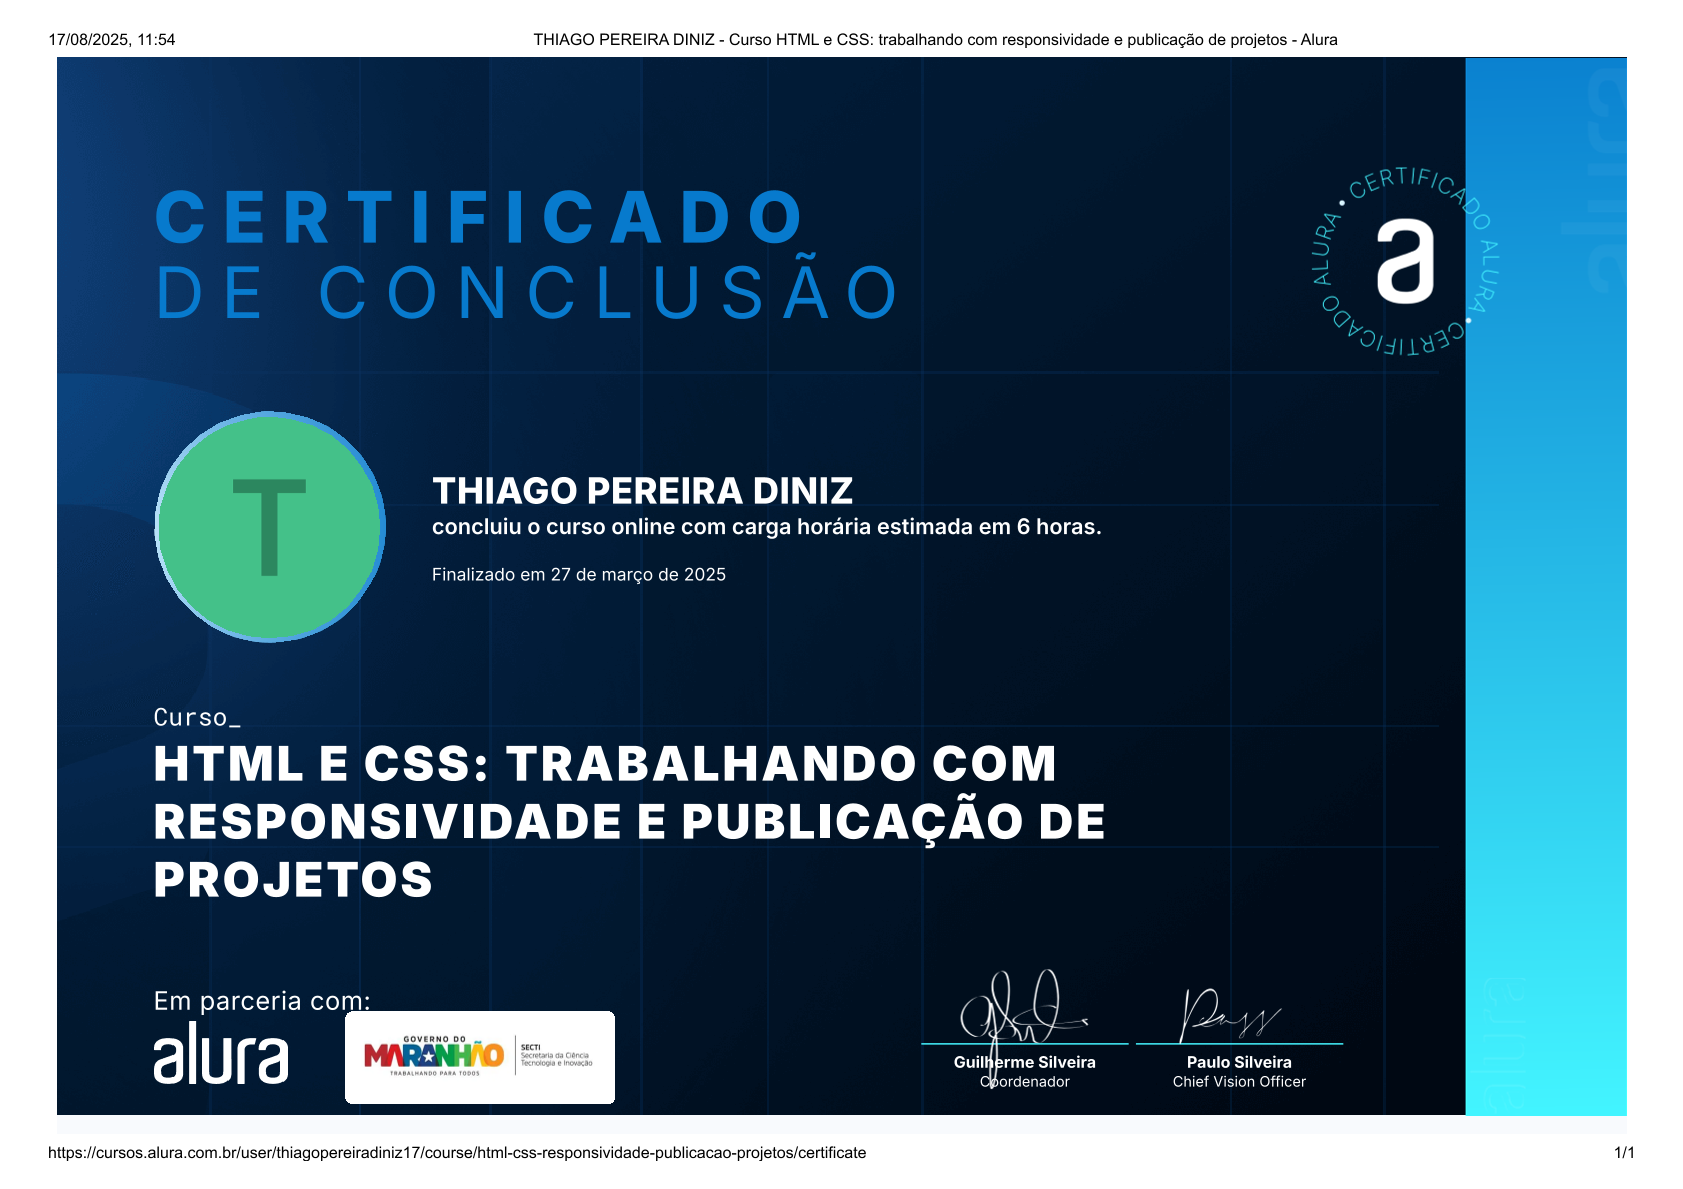 17/08/2025, 11:54
THIAGO PEREIRA DINIZ - Curso HTML e CSS: trabalhando com responsividade e publicação de projetos - Alura
CERTIFICADO
DE CONCLUSÃO
CERTIFICADO ALURA • CERTIFICADO ALURA •
a
alura
T
THIAGO PEREIRA DINIZ
concluiu o curso online com carga horária estimada em 6 horas.
Finalizado em 27 de março de 2025
Curso_
HTML E CSS: TRABALHANDO COM
RESPONSIVIDADE E PUBLICAÇÃO DE
PROJETOS
Em parceria com:
alura
GOVERNO DO
MARANHÃO
TRABALHANDO PARA TODOS
SECTI
Secretaria da Ciência
Tecnologia e Inovação
Guilherme Silveira
Coordenador
Paulo Silveira
Chief Vision Officer
alura
https://cursos.alura.com.br/user/thiagopereiradiniz17/course/html-css-responsividade-publicacao-projetos/certificate
1/1